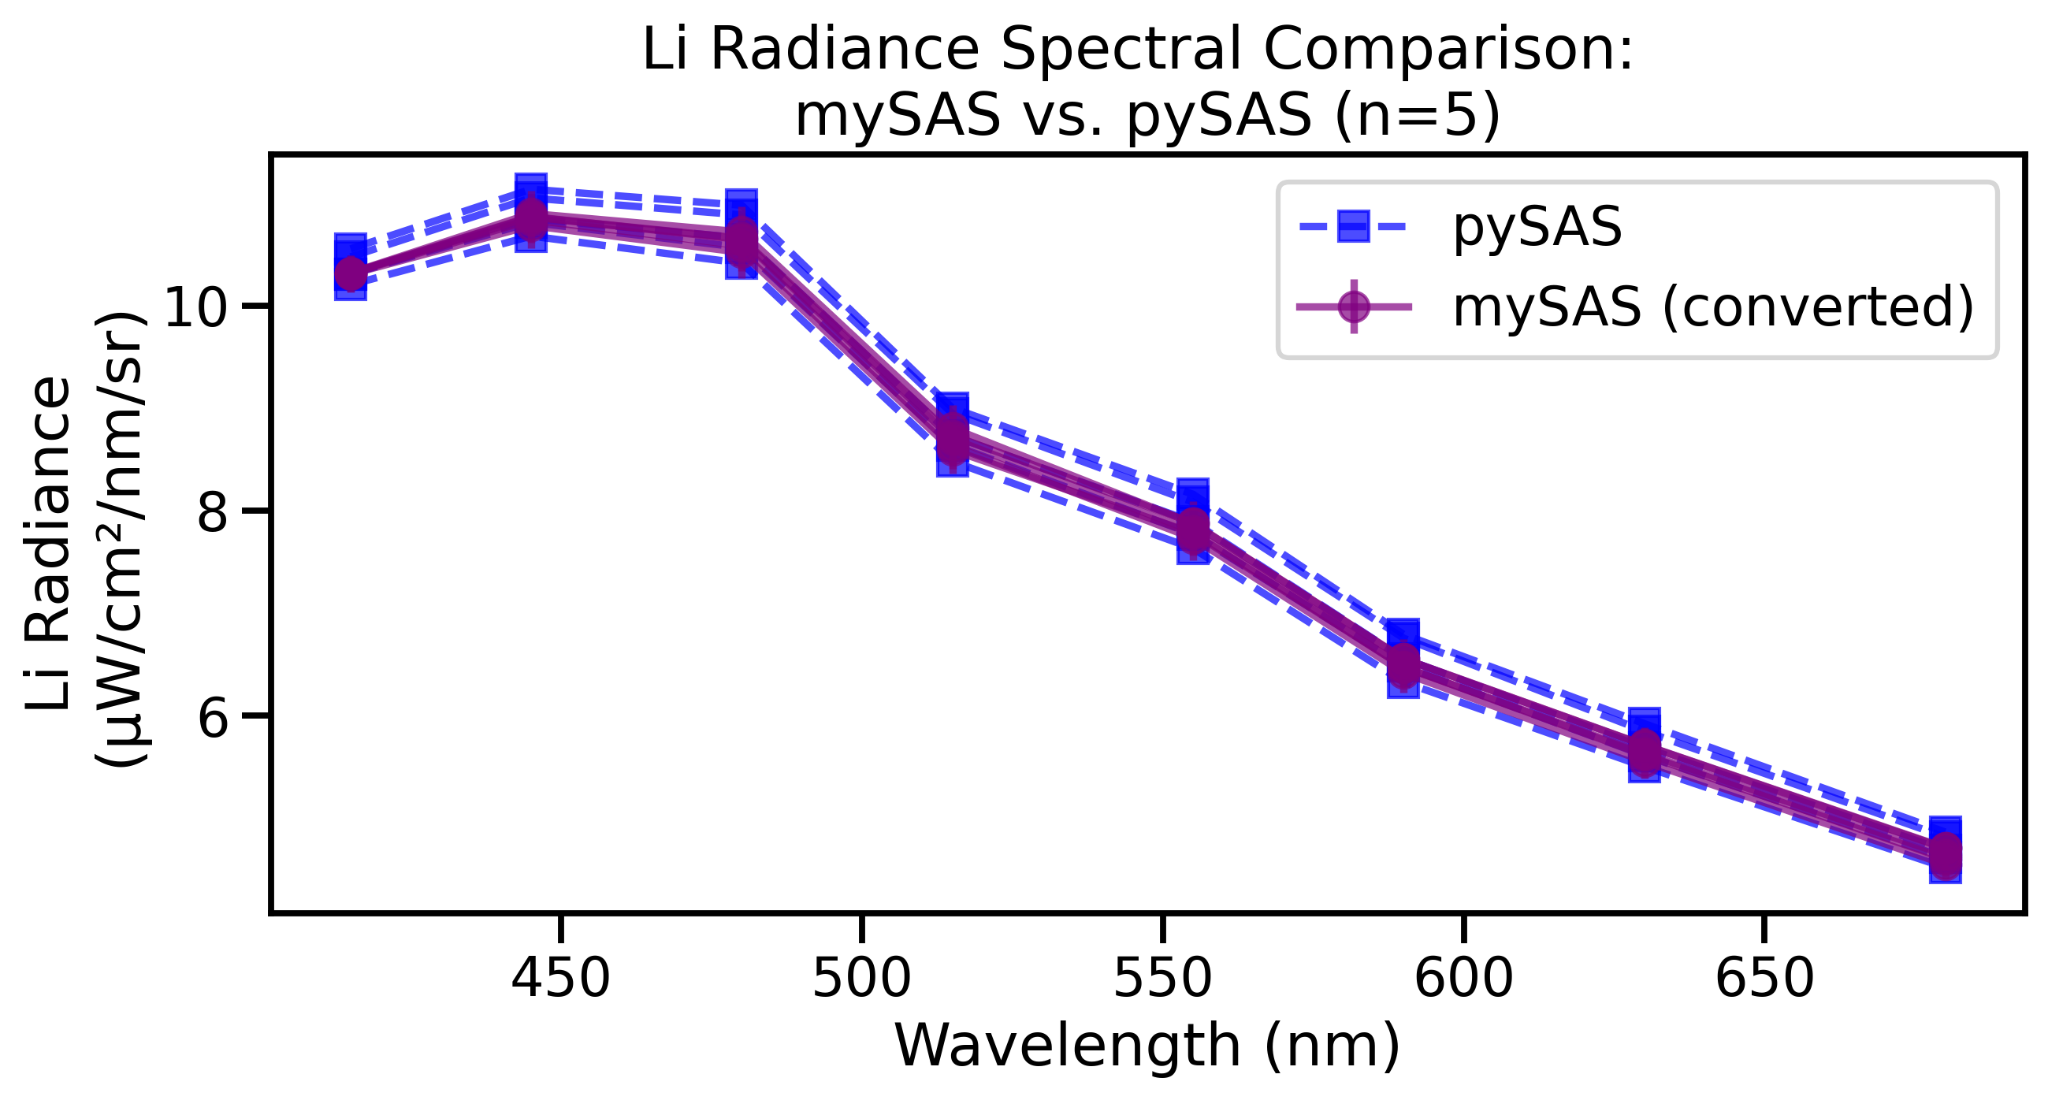 Li Radiance Spectral Comparison:
mySAS vs. pySAS (n=5)
pySAS
mySAS (converted)
Li Radiance
(µW/cm²/nm/sr)
10
8
6
450
500
550
600
650
Wavelength (nm)